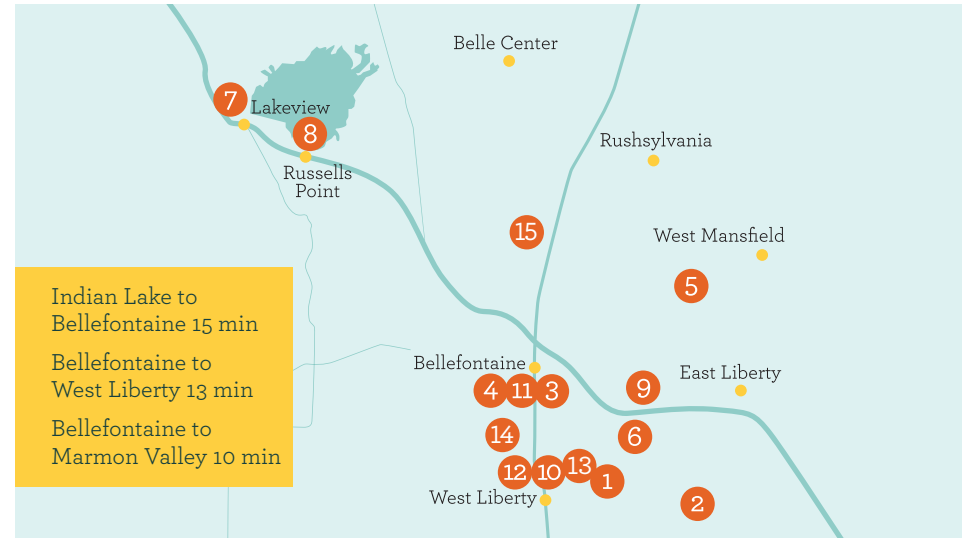 Belle Center
7
Lakeview
8
Rushsylvania
Russells
Point
15
West Mansfield
5
Indian Lake to
Bellefontaine 15 min
Bellefontaine to
West Liberty 13 min
Bellefontaine to
Marmon Valley 10 min
Bellefontaine
East Liberty
4
11
3
9
14
6
12
10
13
1
West Liberty
2